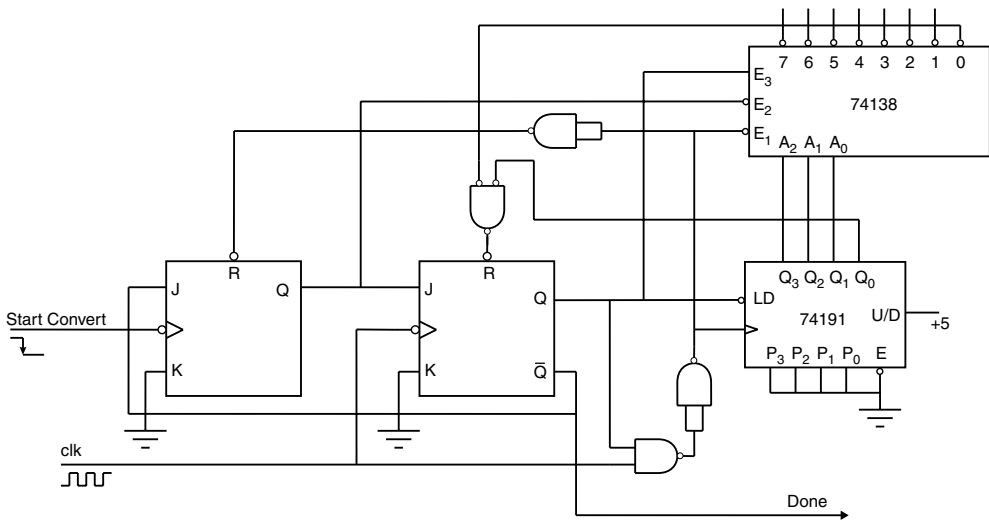 7 6 5 4 3 2 1 0
E3
74138
E2
E1
A2 A1 A0
R
R
J
Q
J
Q
Q3 Q2 Q1 Q0
LD
U/D
+5
74191
Start Convert
K
K
Q̅
P3 P2 P1 P0 E
clk
Done